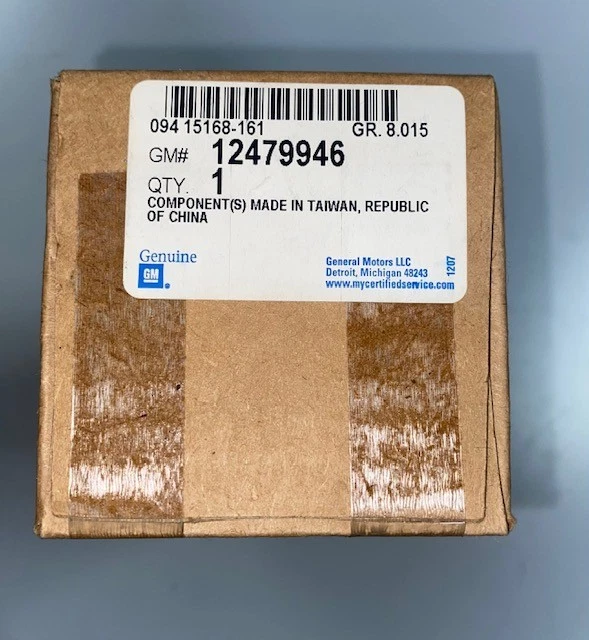 094 15168-161 GR. 8.015
GM# 12479946
QTY. 1
COMPONENT(S) MADE IN TAIWAN, REPUBLIC
OF CHINA
Genuine
GM
General Motors LLC
Detroit, Michigan 48243
www.mycertifiedservice.com
1207